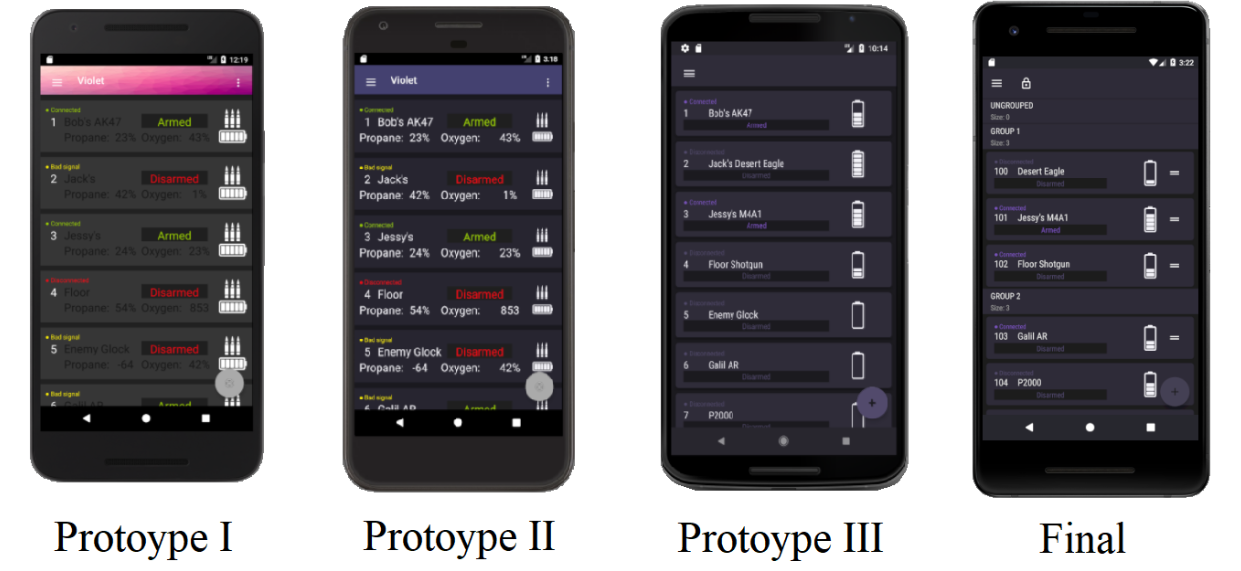 12:19
Violet
Connected
1 Bob's AK47 Armed
Propane: 23% Oxygen: 43%
Bad signal
2 Jack's Disarmed
Propane: 42% Oxygen: 1%
Connected
3 Jessy's Armed
Propane: 24% Oxygen: 23%
Disconnected
4 Floor Disarmed
Propane: 54% Oxygen: 853
Bad signal
5 Enemy Glock Disarmed
Propane: -64 Oxygen: 42%
Bad signal
6 Galil AR Armed
Protoype I
3:18
Violet
Connected
1 Bob's AK47 Armed
Propane: 23% Oxygen: 43%
Bad signal
2 Jack's Disarmed
Propane: 42% Oxygen: 1%
Connected
3 Jessy's Armed
Propane: 24% Oxygen: 23%
Disconnected
4 Floor Disarmed
Propane: 54% Oxygen: 853
Bad signal
5 Enemy Glock Disarmed
Propane: -64 Oxygen: 42%
Bad signal
6 Galil AR Armed
Protoype II
10:14
Connected
1 Bob's AK47
Armed
Disconnected
2 Jack's Desert Eagle
Disarmed
Connected
3 Jessy's M4A1
Armed
Disconnected
4 Floor Shotgun
Disarmed
Disconnected
5 Enemy Glock
Disarmed
Disconnected
6 Galil AR
Disarmed
Disconnected
7 P2000
Disarmed
Protoype III
3:22
UNGROUPED
Size: 0
GROUP 1
Size: 3
Disconnected
100 Desert Eagle
Disarmed
Connected
101 Jessy's M4A1
Armed
Connected
102 Floor Shotgun
Disarmed
GROUP 2
Size: 3
Connected
103 Galil AR
Disarmed
Disconnected
104 P2000
Disarmed
Final